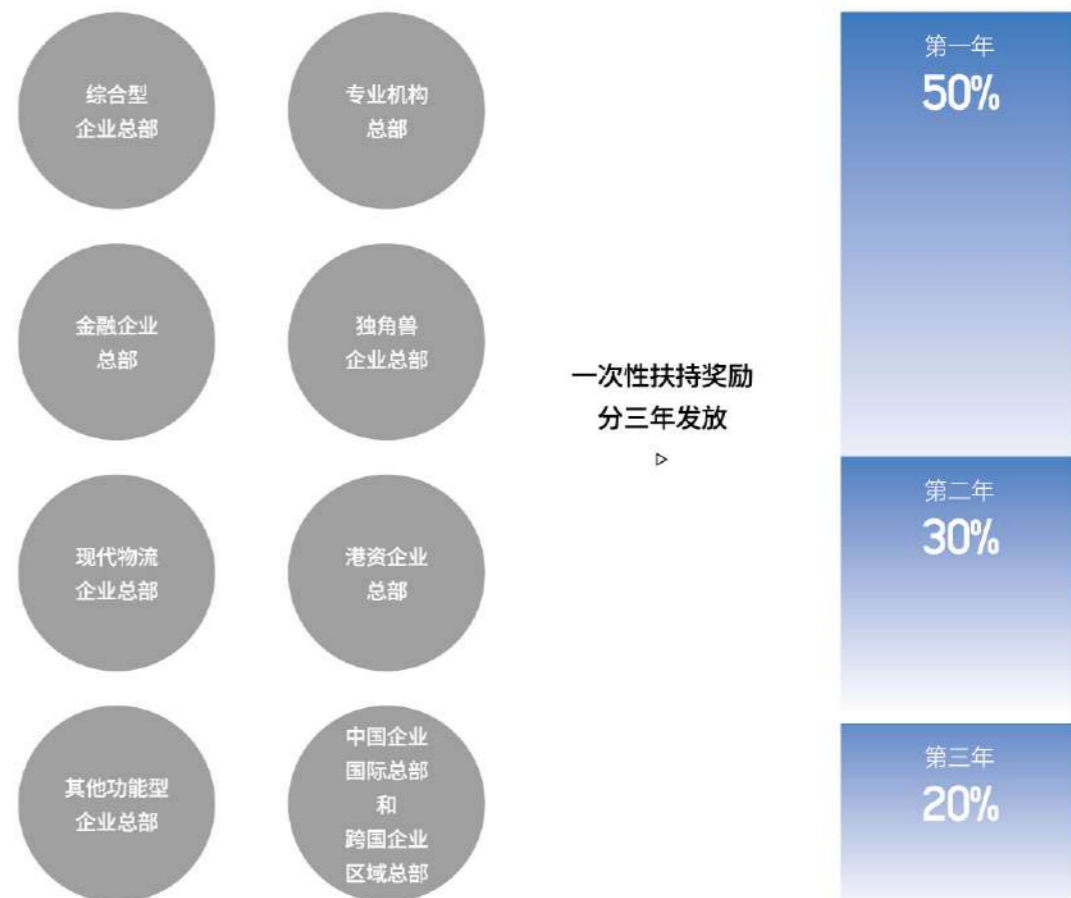 综合型
企业总部
专业机构
总部
金融企业
总部
独角兽
企业总部
现代物流
企业总部
港资企业
总部
其他功能型
企业总部
中国企业
国际总部
和
跨国企业
区域总部
一次性扶持奖励
分三年发放
第一年
50%
第二年
30%
第三年
20%